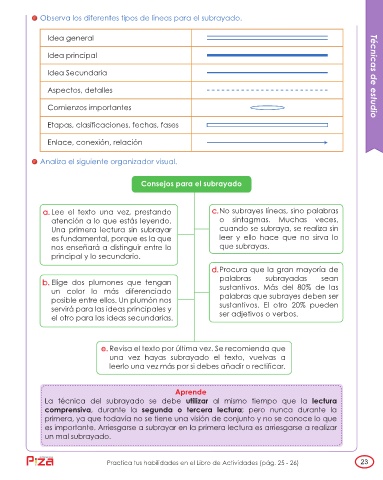 Observa los diferentes tipos de líneas para el subrayado.
Idea general
Idea principal
Idea Secundaria
Aspectos, detalles
Comienzos importantes
Etapas, clasificaciones, fechas, fases
Enlace, conexión, relación
Técnicas de estudio
Analiza el siguiente organizador visual.
Consejos para el subrayado
a. Lee el texto una vez, prestando
atención a lo que estás leyendo.
Una primera lectura sin subrayar
es fundamental, porque es la que
nos enseñará a distinguir entre lo
principal y lo secundario.
b. Elige dos plumones que tengan
un color lo más diferenciado
posible entre ellos. Un plumón nos
servirá para las ideas principales y
el otro para las ideas secundarias.
c. No subrayes líneas, sino palabras
o sintagmas. Muchas veces,
cuando se subraya, se realiza sin
leer y ello hace que no sirva lo
que subrayas.
d. Procura que la gran mayoría de
palabras subrayadas sean
sustantivos. Más del 80% de las
palabras que subrayes deben ser
sustantivos. El otro 20% pueden
ser adjetivos o verbos.
e. Revisa el texto por última vez. Se recomienda que
una vez hayas subrayado el texto, vuelvas a
leerlo una vez más por si debes añadir o rectificar.
Aprende
La técnica del subrayado se debe utilizar al mismo tiempo que la lectura
comprensiva, durante la segunda o tercera lectura; pero nunca durante la
primera, ya que todavía no se tiene una visión de conjunto y no se conoce lo que
es importante. Arriesgarse a subrayar en la primera lectura es arriesgarse a realizar
un mal subrayado.
Practica tus habilidades en el Libro de Actividades (pág. 25 - 26)
23